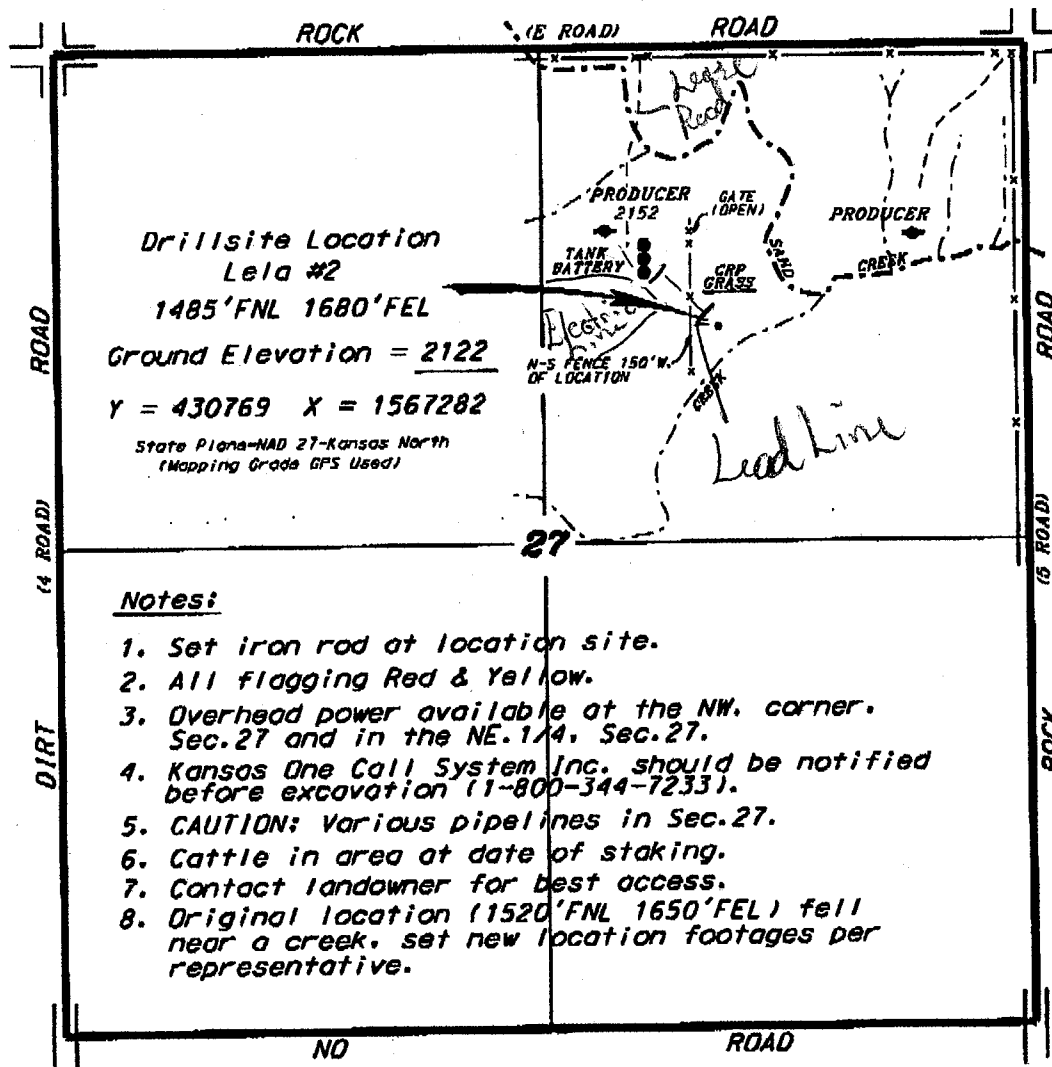 ROCK (E ROAD) ROAD
Lease
Road
PRODUCER
2152
GATE
(OPEN)
PRODUCER
TANK
BATTERY
SAND
CREEK
CRP
GRASS
Drillsite Location
Lela #2
1485'FNL 1680'FEL
Ground Elevation = 2122
Y = 430769 X = 1567282
State Plane-NAD 27-Kansas North
(Mapping Grade GPS Used)
Electric
Line
N-S FENCE 150'W.
OF LOCATION
CREEK
Lead Line
ROAD
(4 ROAD)
DIRT
ROAD
(5 ROAD)
ROCK
27
Notes:
1. Set iron rod at location site.
2. All flagging Red & Yellow.
3. Overhead power available at the NW. corner.
Sec.27 and in the NE.1/4. Sec.27.
4. Kansas One Call System Inc. should be notified
before excavation (1-800-344-7233).
5. CAUTION: Various pipelines in Sec.27.
6. Cattle in area at date of staking.
7. Contact landowner for best access.
8. Original location (1520'FNL 1650'FEL) fell
near a creek. set new location footages per
representative.
NO ROAD